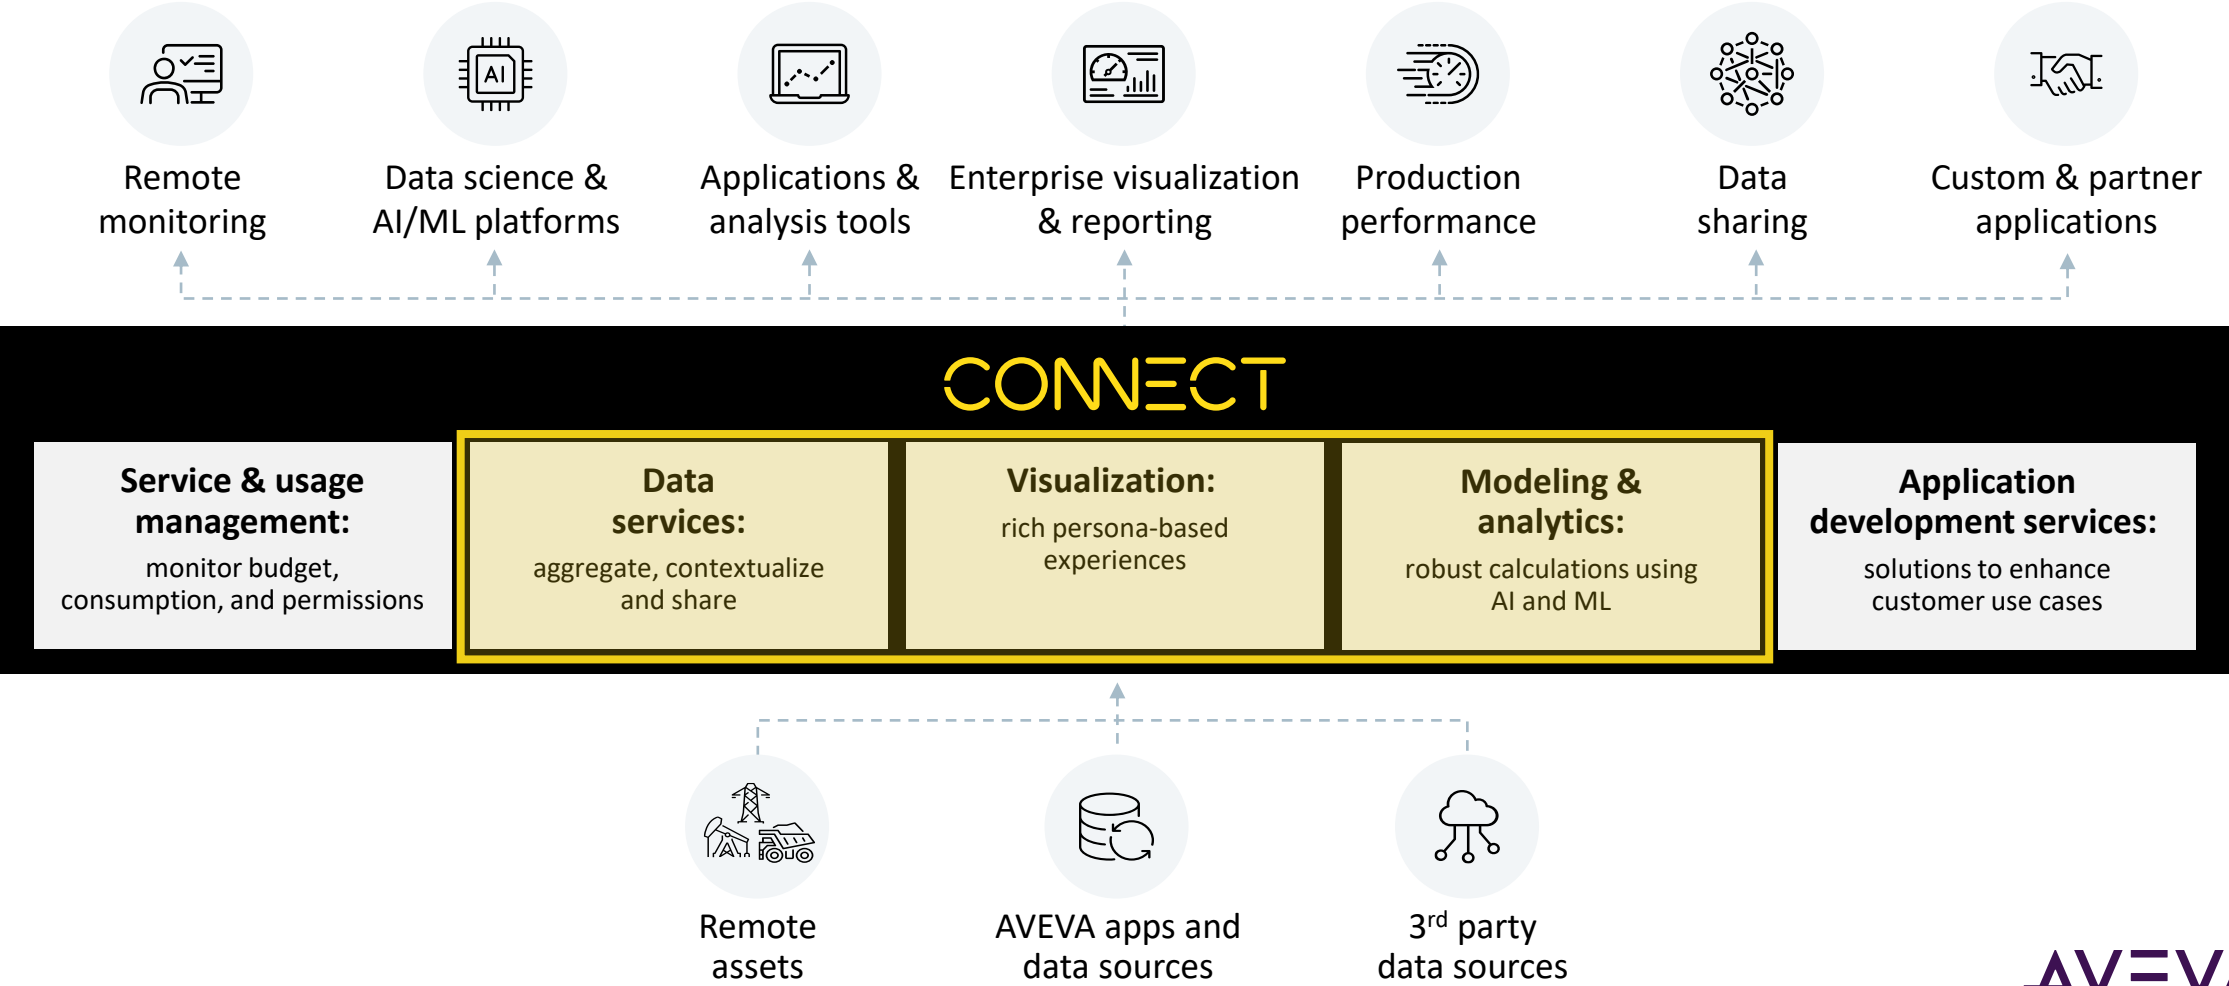 AI
Remote
monitoring
Data science &
AI/ML platforms
Applications &
analysis tools
Enterprise visualization
& reporting
Production
performance
Data
sharing
Custom & partner
applications
CONNECT
Service & usage
management:
monitor budget,
consumption, and permissions
Data
services:
aggregate, contextualize
and share
Visualization:
rich persona-based
experiences
Modeling &
analytics:
robust calculations using
AI and ML
Application
development services:
solutions to enhance
customer use cases
Remote
assets
AVEVA apps and
data sources
3rd party
data sources